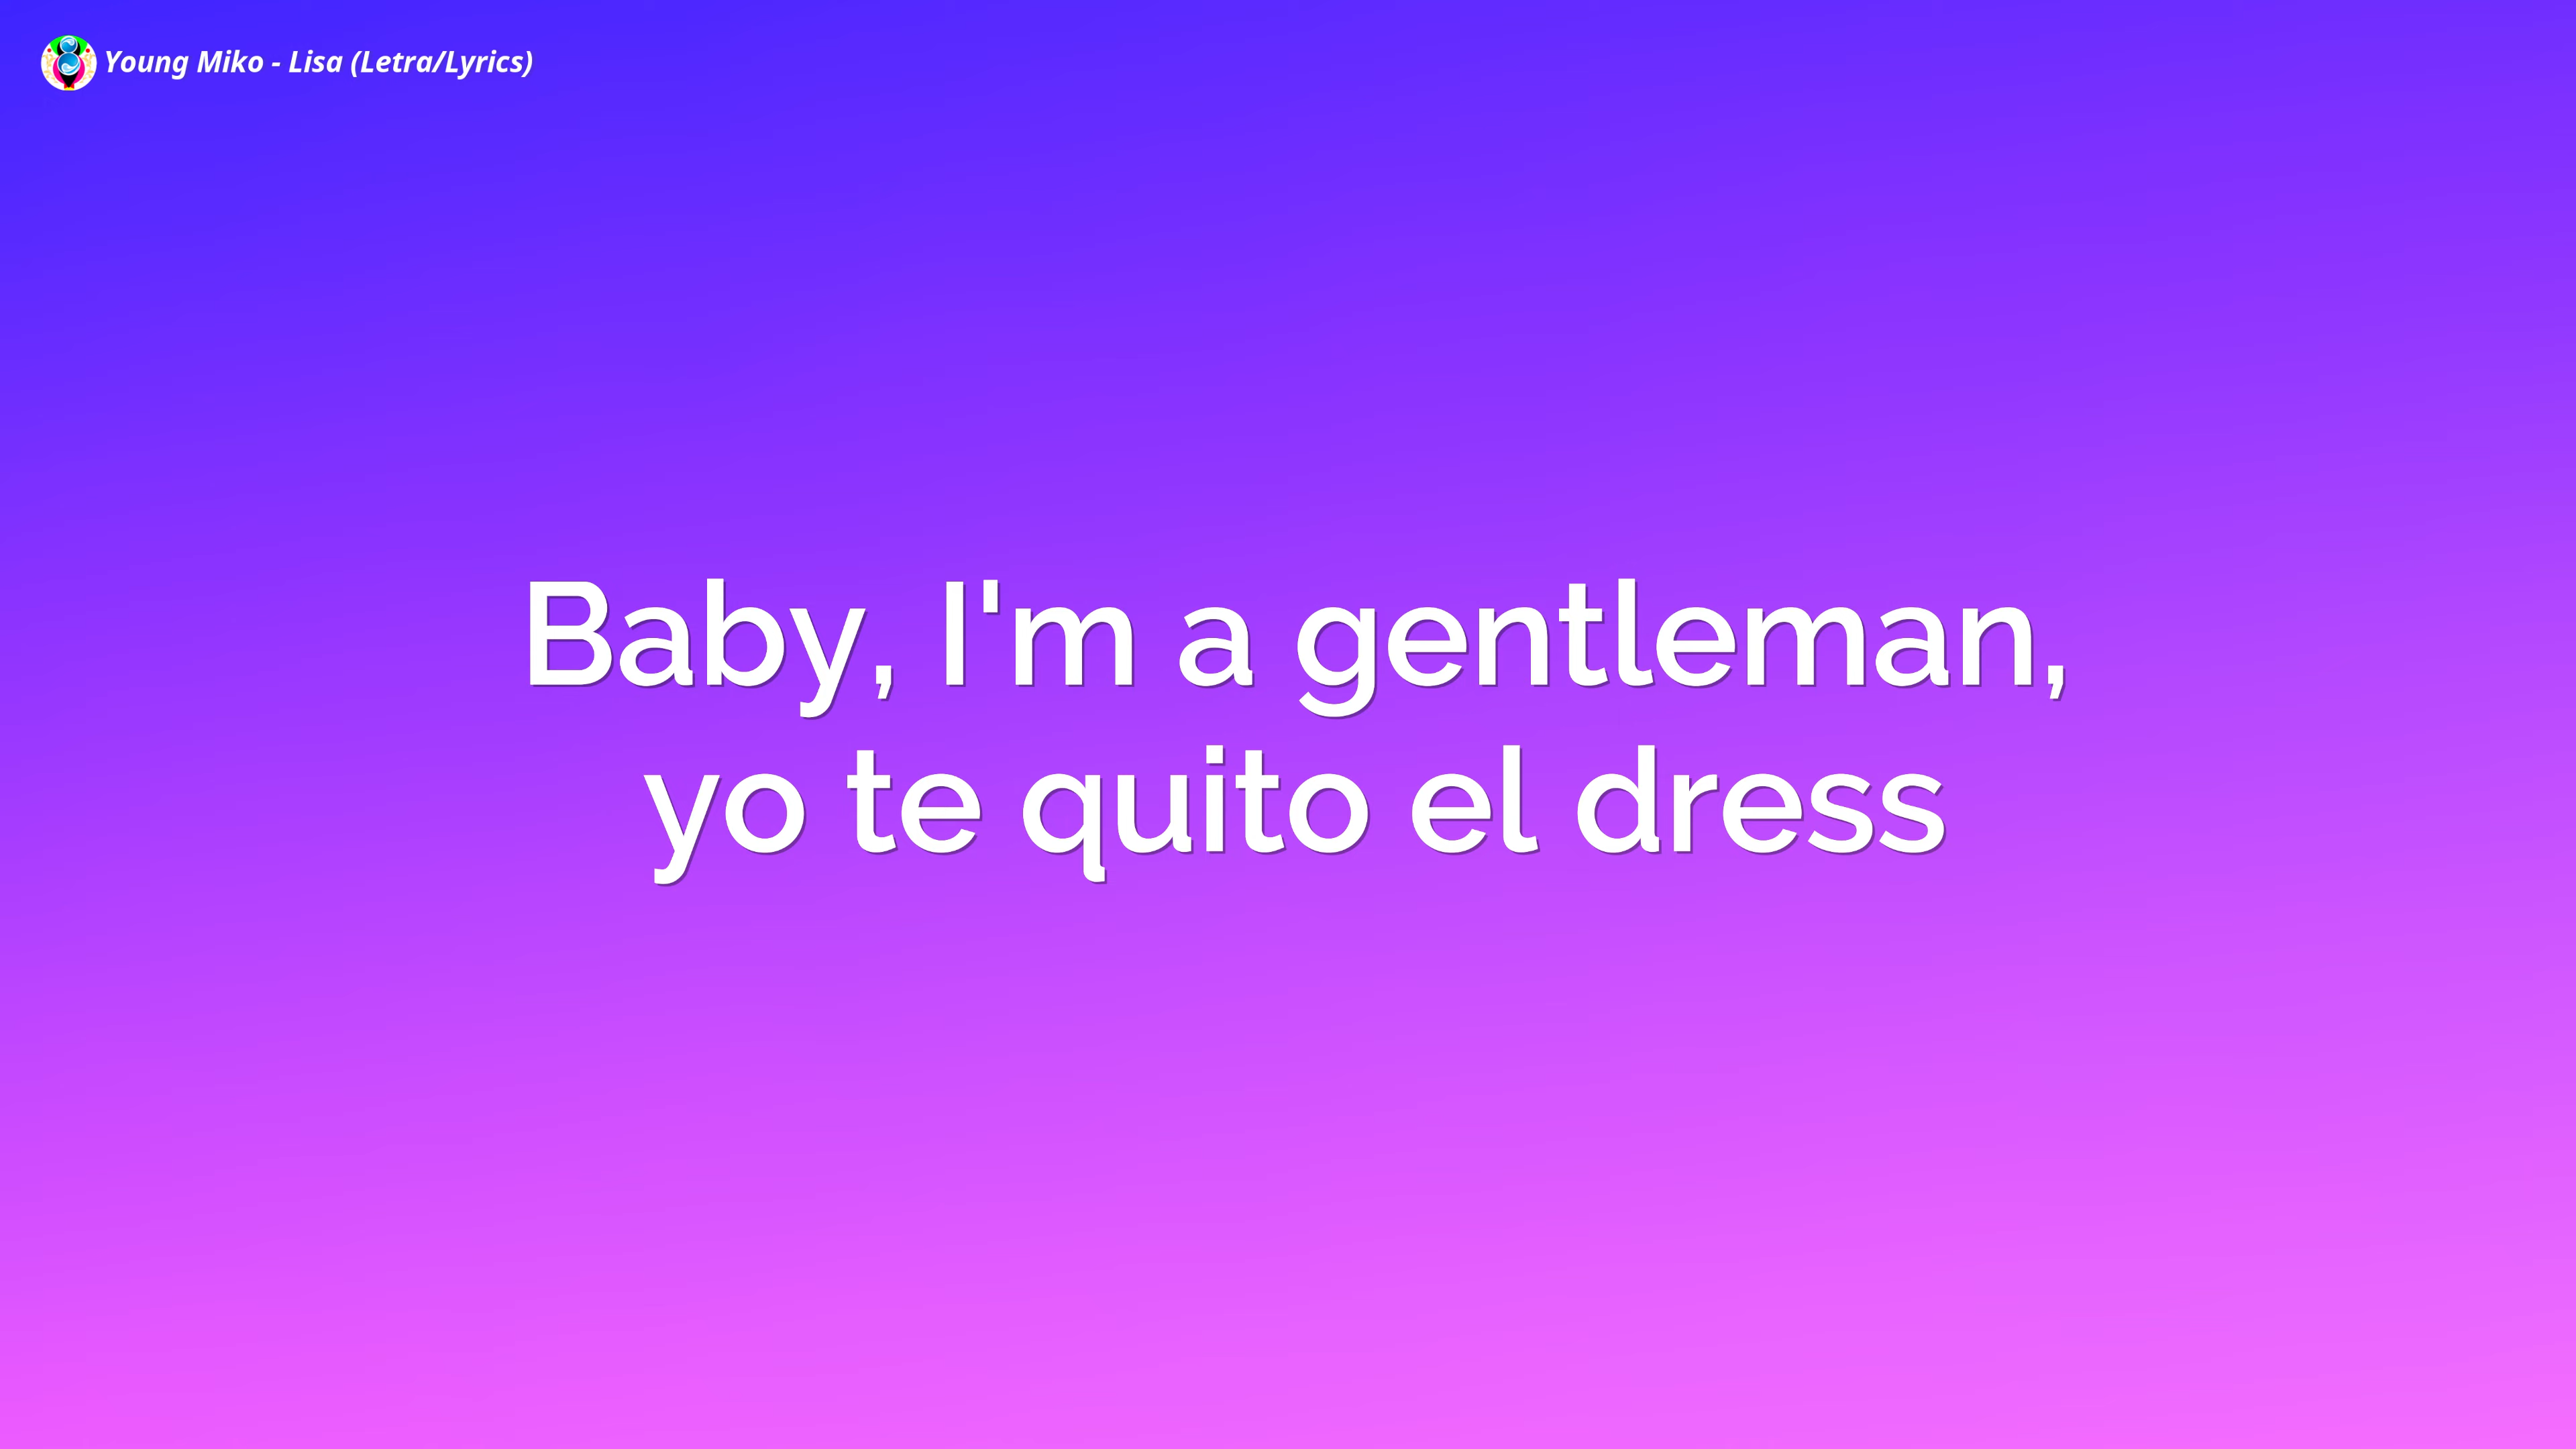 Young Miko - Lisa (Letra/Lyrics)
Baby, I'm a gentleman,
yo te quito el dress